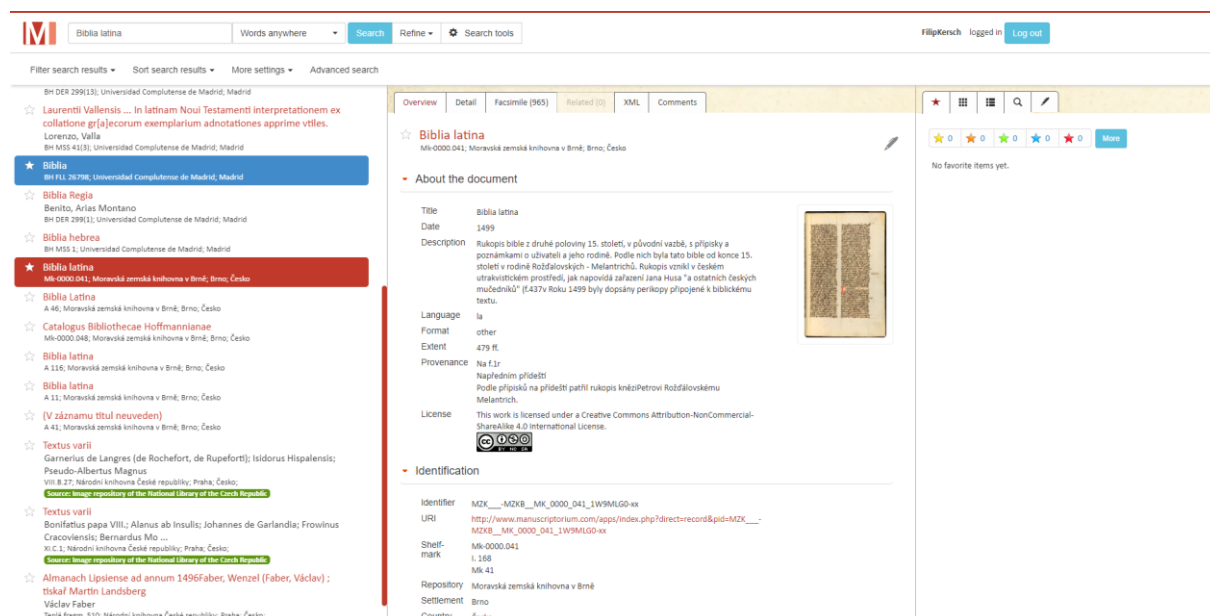 Biblia latina
Words anywhere
Search
Refine
Search tools
FilipKersch logged in
Log out
Filter search results
Sort search results
More settings
Advanced search
BH DER 299(13); Universidad Complutense de Madrid; Madrid
Laurentii Vallensis ... In latinam Noui Testamenti interpretationem ex
collatione gr[a]ecorum exemplarium adnotationes apprime vtiles.
Lorenzo, Valla
BH MSS 41(3); Universidad Complutense de Madrid; Madrid
Biblia
BH FLL 26798; Universidad Complutense de Madrid; Madrid
Biblia Regia
Benito, Arias Montano
BH DER 299(1); Universidad Complutense de Madrid; Madrid
Biblia hebrea
BH MSS 1; Universidad Complutense de Madrid; Madrid
Biblia latina
Mk-0000.041; Moravská zemská knihovna v Brně; Brno; Česko
Biblia Latina
A 46; Moravská zemská knihovna v Brně; Brno; Česko
Catalogus Bibliothecae Hoffmannianae
Mk-0000.048; Moravská zemská knihovna v Brně; Brno; Česko
Biblia latina
A 116; Moravská zemská knihovna v Brně; Brno; Česko
Biblia latina
A 11; Moravská zemská knihovna v Brně; Brno; Česko
(V záznamu titul neuveden)
A 41; Moravská zemská knihovna v Brně; Brno; Česko
Textus varii
Garnerius de Langres (de Rochefort, de Rupeforti); Isidorus Hispalensis;
Pseudo-Albertus Magnus
VIII.B.27; Národní knihovna České republiky; Praha; Česko;
Source: Image repository of the National Library of the Czech Republic
Textus varii
Bonifatius papa VIII.; Alanus ab Insulis; Johannes de Garlandia; Frowinus
Cracoviensis; Bernardus Mo ...
XI.C.1; Národní knihovna České republiky; Praha; Česko;
Source: Image repository of the National Library of the Czech Republic
Almanach Lipsiense ad annum 1496Faber, Wenzel (Faber, Václav) ;
tiskař Martin Landsberg
Václav Faber
Teplá fragm. 510; Národní knihovna České republiky; Praha; Česko;
Overview
Detail
Facsimile (965)
Related (0)
XML
Comments
Biblia latina
Mk-0000.041; Moravská zemská knihovna v Brně; Brno; Česko
About the document
Title Biblia latina
Date 1499
Description Rukopis bible z druhé poloviny 15. století, v původní vazbě, s přípisky a
poznámkami o uživateli a jeho rodině. Podle nich byla tato bible od konce 15.
století v rodině Rožďalovských - Melantrichů. Rukopis vznikl v českém
utrakvistickém prostředí, jak napovídá zařazení Jana Husa "a ostatních českých
mučedníků" (f.437v Roku 1499 byly dopsány perikopy připojené k biblickému
textu.
Language la
Format other
Extent 479 ff.
Provenance Na f.1r
Napředním přídeští
Podle přípisků na přídeští patřil rukopis kněziPetrovi Rožďálovskému
Melantrich.
License This work is licensed under a Creative Commons Attribution-NonCommercial-
ShareAlike 4.0 International License.
CC BY NC SA
Identification
Identifier MZK___-MZKB__MK_0000_041_1W9MLG0-xx
URI http://www.manuscriptorium.com/apps/index.php?direct=record&pid=MZK___-
MZKB__MK_0000_041_1W9MLG0-xx
Shelf-
mark
Mk-0000.041
I. 168
Mk 41
Repository Moravská zemská knihovna v Brně
Settlement Brno
Country
0
0
0
0
0
More
No favorite items yet.